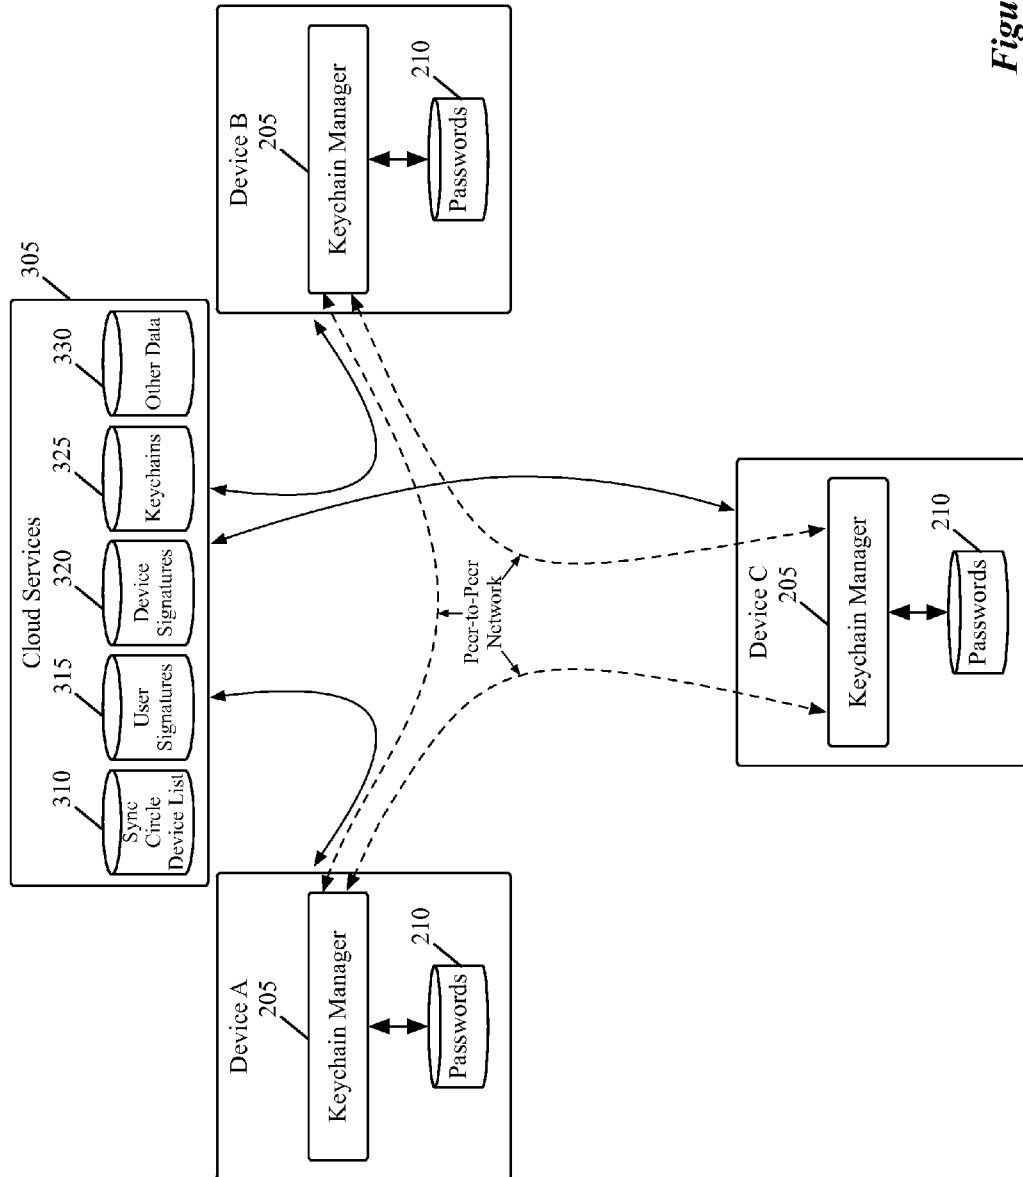 Cloud Services
305
310
315
320
325
330
Sync
Circle
Device List
User
Signatures
Device
Signatures
Keychains
Other Data
Device A
205
Keychain Manager
210
Passwords
Device B
205
Keychain Manager
210
Passwords
Peer-to-Peer
Network
Device C
205
Keychain Manager
210
Passwords
Figu